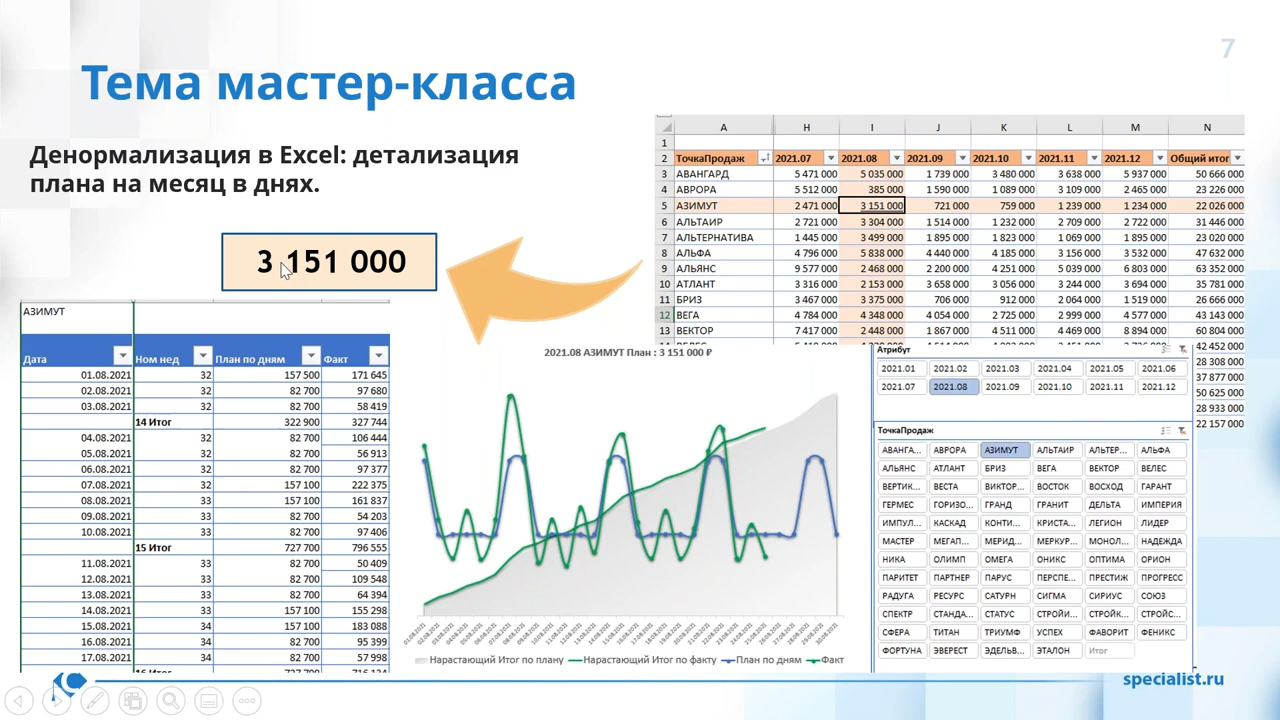 7
Тема мастер-класса
Денормализация в Excel: детализация
плана на месяц в днях.
3 151 000
A H I J K L M N
1
2 ТочкаПродаж 2021.07 2021.08 2021.09 2021.10 2021.11 2021.12 Общий итог
3 АВАНГАРД 5 471 000 5 035 000 1 739 000 3 480 000 3 638 000 5 937 000 50 666 000
4 АВРОРА 5 512 000 385 000 1 590 000 1 089 000 3 109 000 2 465 000 23 226 000
5 АЗИМУТ 2 471 000 3 151 000 721 000 759 000 1 239 000 1 234 000 22 026 000
6 АЛЬТАИР 2 721 000 3 304 000 1 514 000 1 232 000 2 709 000 2 722 000 31 446 000
7 АЛЬТЕРНАТИВА 1 445 000 3 499 000 1 895 000 1 823 000 1 069 000 1 895 000 23 020 000
8 АЛЬФА 4 796 000 5 838 000 4 440 000 4 185 000 3 156 000 3 532 000 47 632 000
9 АЛЬЯНС 9 577 000 2 468 000 2 200 000 4 251 000 5 039 000 6 803 000 63 352 000
10 АТЛАНТ 3 316 000 2 153 000 3 658 000 3 056 000 3 244 000 3 694 000 35 781 000
11 БРИЗ 3 467 000 3 375 000 706 000 912 000 2 064 000 1 519 000 26 666 000
12 ВЕГА 4 784 000 4 348 000 4 054 000 2 725 000 2 999 000 4 577 000 43 143 000
13 ВЕКТОР 7 417 000 2 448 000 1 867 000 4 511 000 4 469 000 8 894 000 60 804 000
42 452 000
28 308 000
37 877 000
50 625 000
28 933 000
22 157 000
АЗИМУТ
Дата Ном нед План по дням Факт
01.08.2021 32 157 500 171 645
02.08.2021 32 82 700 97 680
03.08.2021 32 82 700 58 419
14 Итог 322 900 327 744
04.08.2021 32 82 700 106 444
05.08.2021 32 82 700 56 913
06.08.2021 32 82 700 97 377
07.08.2021 32 157 100 222 375
08.08.2021 33 157 100 161 837
09.08.2021 33 82 700 54 203
10.08.2021 33 82 700 97 406
15 Итог 727 700 796 555
11.08.2021 33 82 700 50 409
12.08.2021 33 82 700 109 548
13.08.2021 33 82 700 64 394
14.08.2021 33 157 100 155 298
15.08.2021 34 157 100 183 088
16.08.2021 34 82 700 95 399
17.08.2021 34 82 700 57 998
2021.08 АЗИМУТ План : 3 151 000 ₽
Нарастающий Итог по плану Нарастающий Итог по факту План по дням Факт
Атрибут
2021.01 2021.02 2021.03 2021.04 2021.05 2021.06
2021.07 2021.08 2021.09 2021.10 2021.11 2021.12
ТочкаПродаж
АВАНГА... АВРОРА АЗИМУТ АЛЬТАИР АЛЬТЕР... АЛЬФА
АЛЬЯНС АТЛАНТ БРИЗ ВЕГА ВЕКТОР ВЕЛЕС
ВЕРТИК... ВЕСТА ВИКТОР... ВОСТОК ВОСХОД ГАРАНТ
ГЕРМЕС ГОРИЗО... ГРАНД ГРАНИТ ДЕЛЬТА ИМПЕРИЯ
ИМПУЛ... КАСКАД КОНТИ... КРИСТА... ЛЕГИОН ЛИДЕР
МАСТЕР МЕГАП... МЕРИД... МЕРКУР... МОНОЛ... НАДЕЖДА
НИКА ОЛИМП ОМЕГА ОНИКС ОПТИМА ОРИОН
ПАРИТЕТ ПАРТНЕР ПАРУС ПЕРСПЕ... ПРЕСТИЖ ПРОГРЕСС
РАДУГА РЕСУРС САТУРН СИГМА СИРИУС СОЮЗ
СПЕКТР СТАНДА... СТАТУС СТРОЙИ... СТРОЙК... СТРОЙС...
СФЕРА ТИТАН ТРИУМФ УСПЕХ ФАВОРИТ ФЕНИКС
ФОРТУНА ЭВЕРЕСТ ЭДЕЛЬВ... ЭТАЛОН Итог
specialist.ru